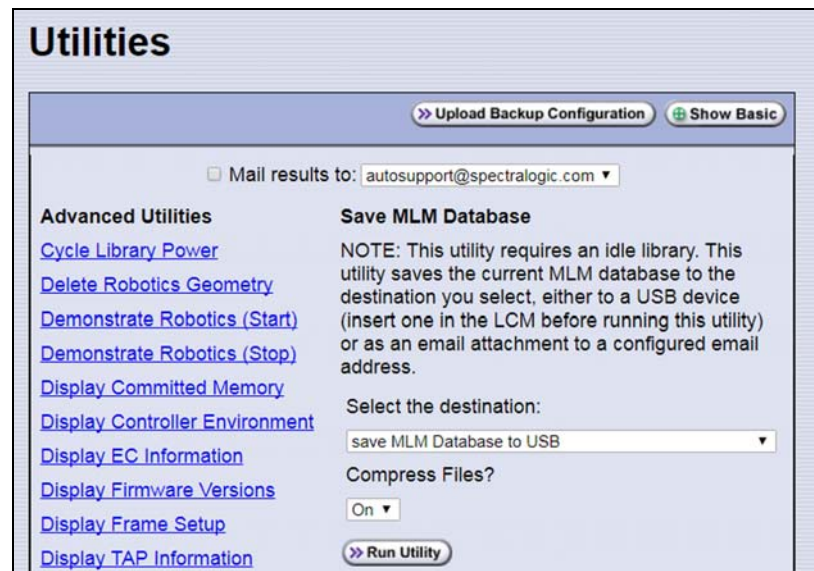 Utilities
Upload Backup Configuration
Show Basic
Mail results to: autosupport@spectralogic.com
Advanced Utilities
Cycle Library Power
Delete Robotics Geometry
Demonstrate Robotics (Start)
Demonstrate Robotics (Stop)
Display Committed Memory
Display Controller Environment
Display EC Information
Display Firmware Versions
Display Frame Setup
Display TAP Information
Save MLM Database
NOTE: This utility requires an idle library. This
utility saves the current MLM database to the
destination you select, either to a USB device
(insert one in the LCM before running this utility)
or as an email attachment to a configured email
address.
Select the destination:
save MLM Database to USB
Compress Files?
On
Run Utility